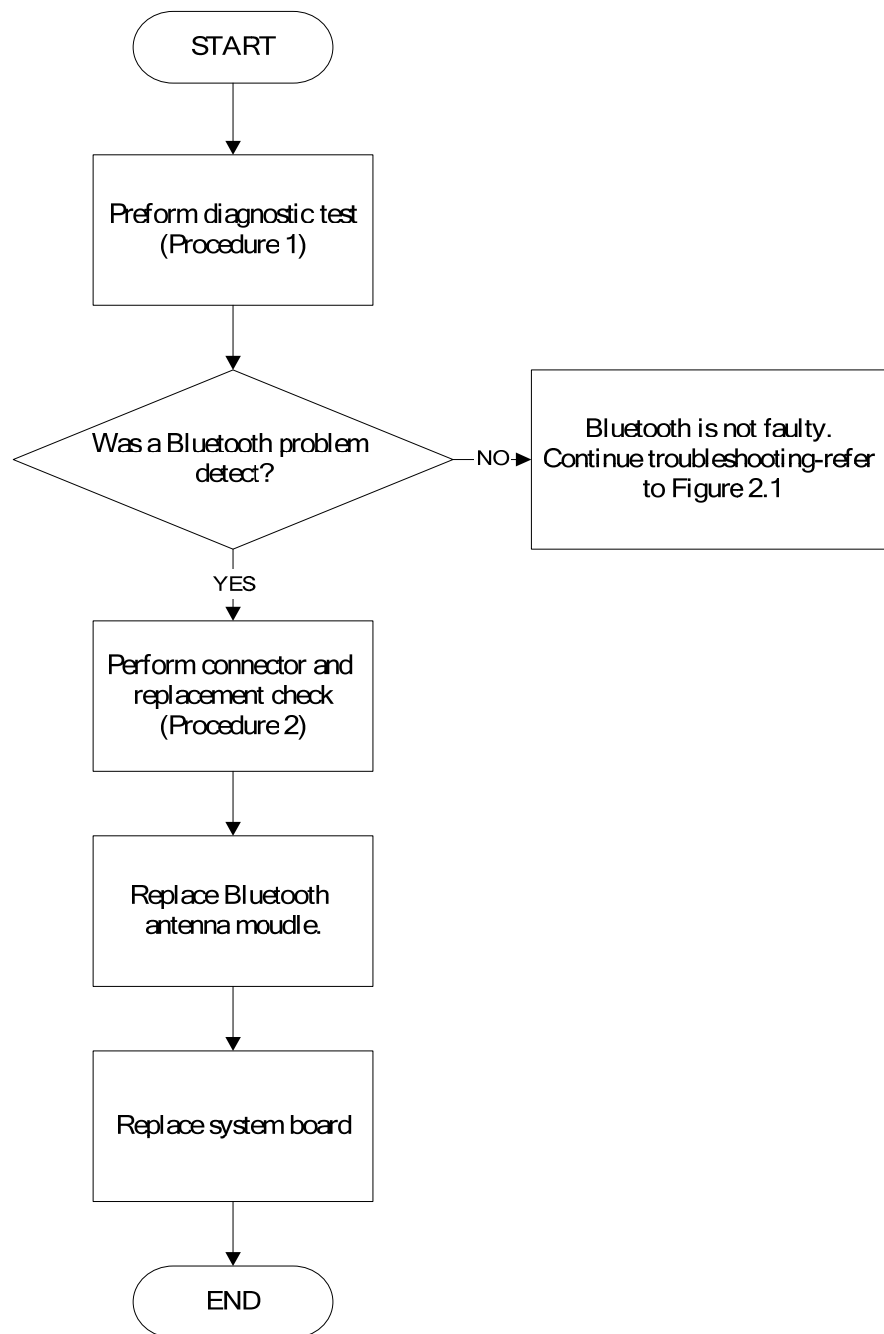 START
Preform diagnostic test
(Procedure 1)
Was a Bluetooth problem
detect?
NO
Bluetooth is not faulty.
Continue troubleshooting-refer
to Figure 2.1
YES
Perform connector and
replacement check
(Procedure 2)
Replace Bluetooth
antenna moudle.
Replace system board
END